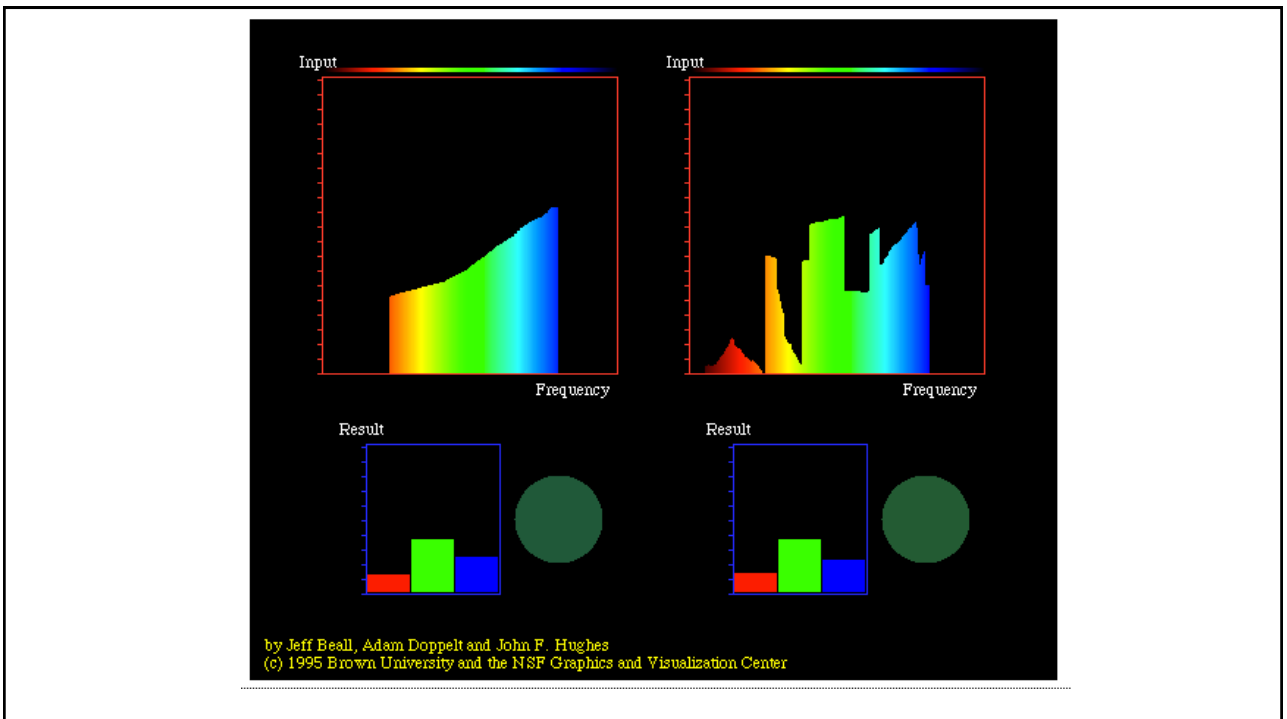 Input
Input
Frequency
Frequency
Result
Result
by Jeff Beall, Adam Doppelt and John F. Hughes
(c) 1995 Brown University and the NSF Graphics and Visualization Center